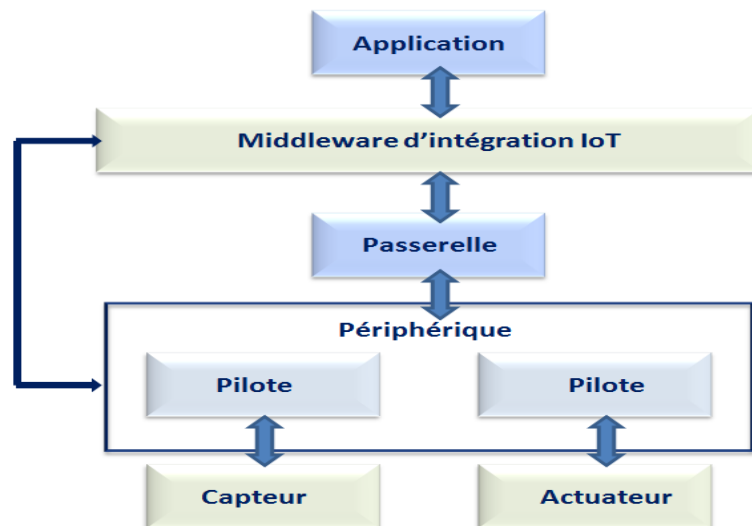 Application
Middleware d'intégration IoT
Passerelle
Périphérique
Pilote
Pilote
Capteur
Actuateur